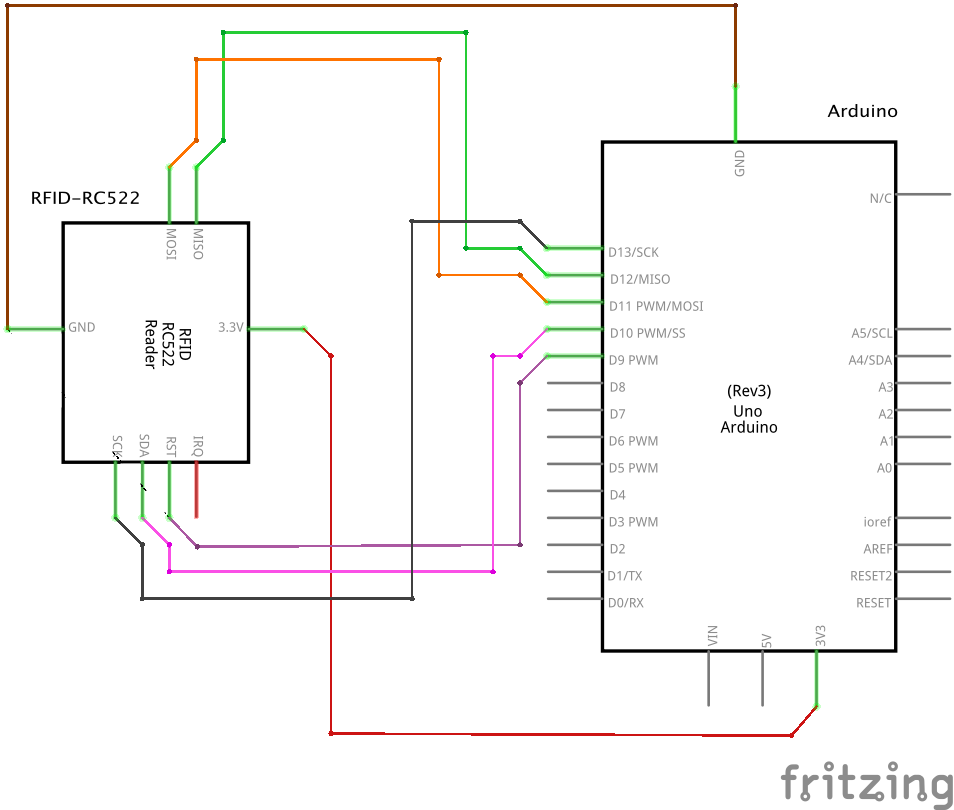 Arduino
GND
N/C
RFID-RC522
MOSI
MISO
D13/SCK
D12/MISO
D11 PWM/MOSI
GND
3.3V
RFID
RC522
Reader
D10 PWM/SS
A5/SCL
D9 PWM
A4/SDA
D8
A3
(Rev3)
Uno
Arduino
D7
A2
SCK
SDA
RST
IRQ
D6 PWM
A1
D5 PWM
A0
D4
D3 PWM
ioref
D2
AREF
D1/TX
RESET2
D0/RX
RESET
VIN
5V
3V3
fritzing